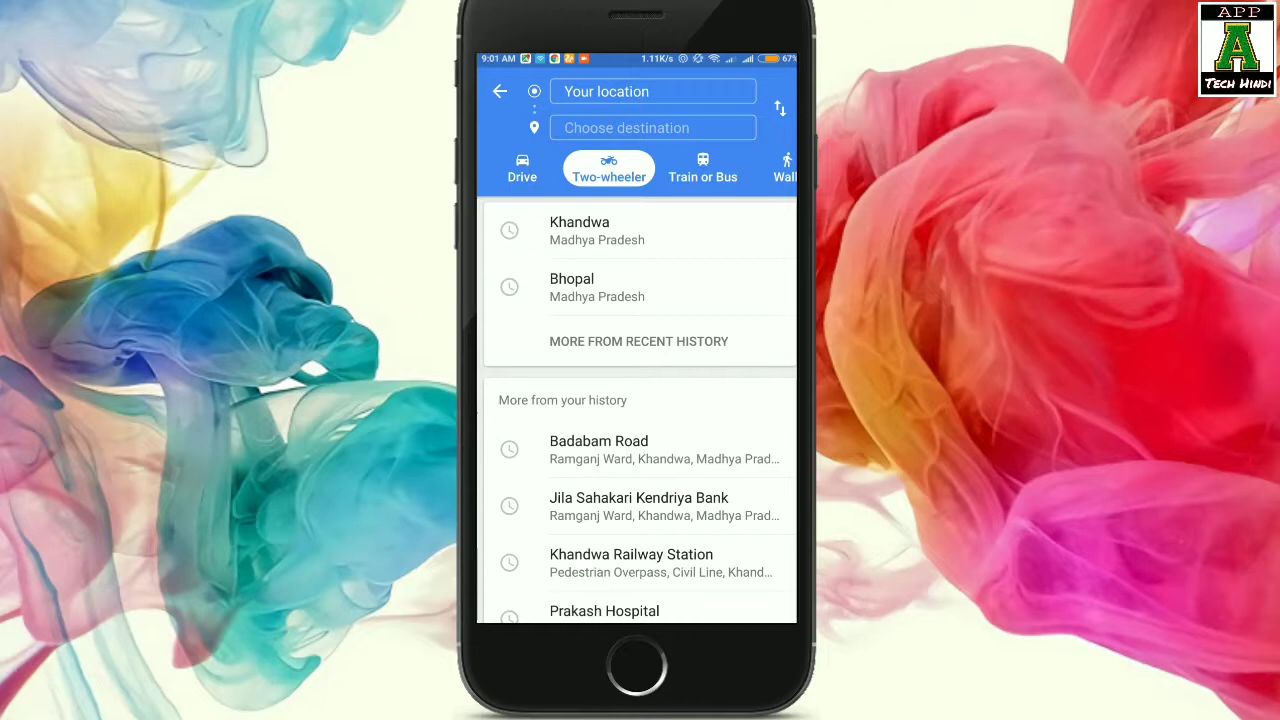 APP
A
TECH HINDI
9:01 AM
1.11K/s
67%
Your location
Choose destination
Drive
Two-wheeler
Train or Bus
Wall
Khandwa
Madhya Pradesh
Bhopal
Madhya Pradesh
MORE FROM RECENT HISTORY
More from your history
Badabam Road
Ramganj Ward, Khandwa, Madhya Prad...
Jila Sahakari Kendriya Bank
Ramganj Ward, Khandwa, Madhya Prad...
Khandwa Railway Station
Pedestrian Overpass, Civil Line, Khand...
Prakash Hospital